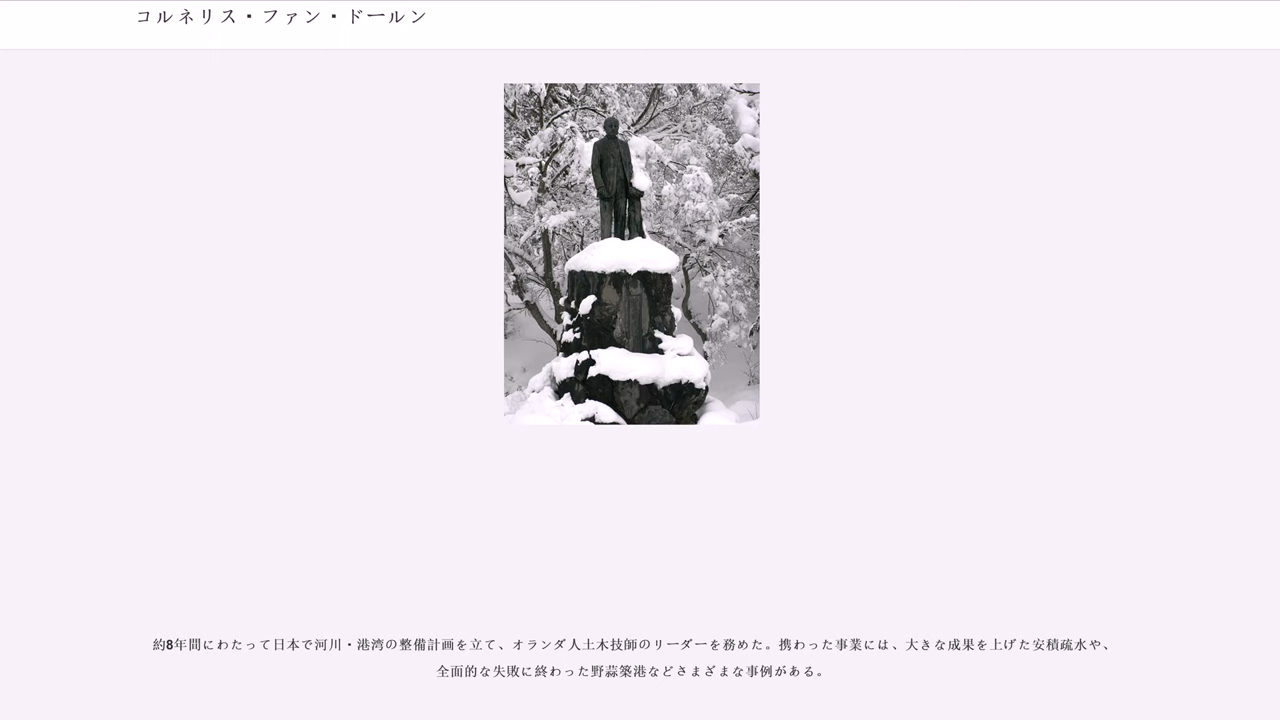 コルネリス・ファン・ドールン
約8年間にわたって日本で河川・港湾の整備計画を立て、オランダ人土木技師のリーダーを務めた。携わった事業には、大きな成果を上げた安積疏水や、
全面的な失敗に終わった野蒜築港などさまざまな事例がある。